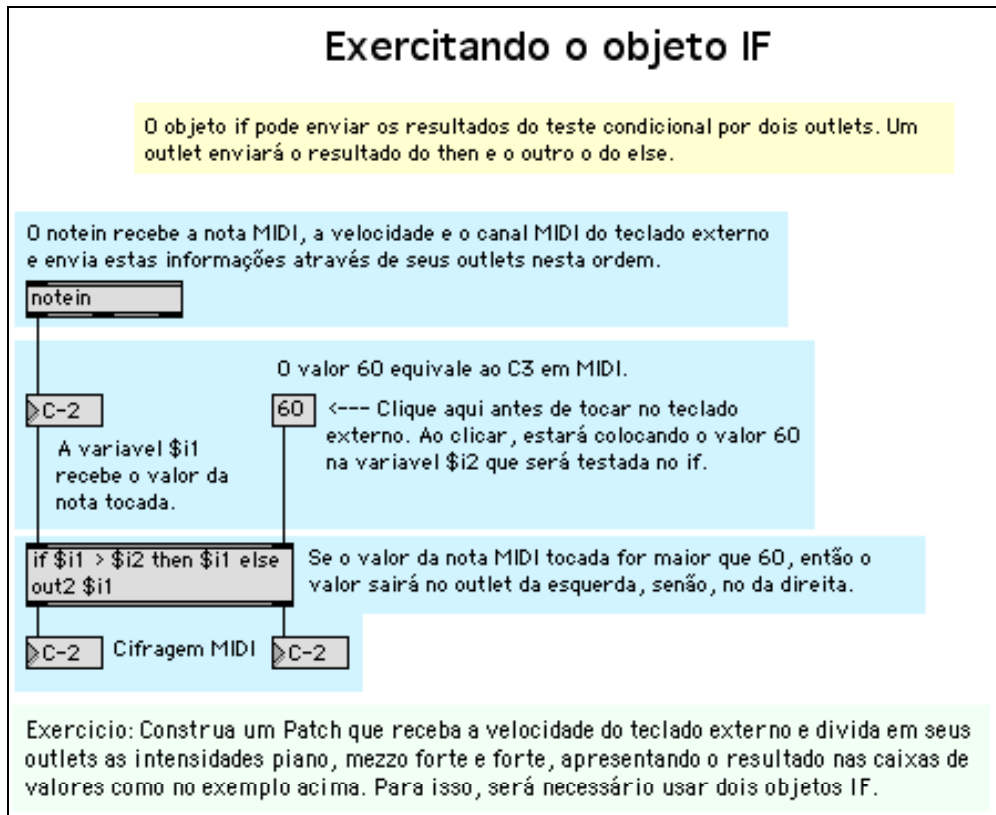 Exercitando o objeto IF
O objeto if pode enviar os resultados do teste condicional por dois outlets. Um
outlet enviará o resultado do then e o outro o do else.
O notein recebe a nota MIDI, a velocidade e o canal MIDI do teclado externo
e envia estas informações através de seus outlets nesta ordem.
notein
O valor 60 equivale ao C3 em MIDI.
C-2
60
<--- Clique aqui antes de tocar no teclado
externo. Ao clicar, estará colocando o valor 60
na variavel $i2 que será testada no if.
A variavel $i1
recebe o valor da
nota tocada.
if $i1 > $i2 then $i1 else
out2 $i1
Se o valor da nota MIDI tocada for maior que 60, então o
valor sairá no outlet da esquerda, senão, no da direita.
C-2
Cifragem MIDI
C-2
Exercicio: Construa um Patch que receba a velocidade do teclado externo e divida em seus
outlets as intensidades piano, mezzo forte e forte, apresentando o resultado nas caixas de
valores como no exemplo acima. Para isso, será necessário usar dois objetos IF.